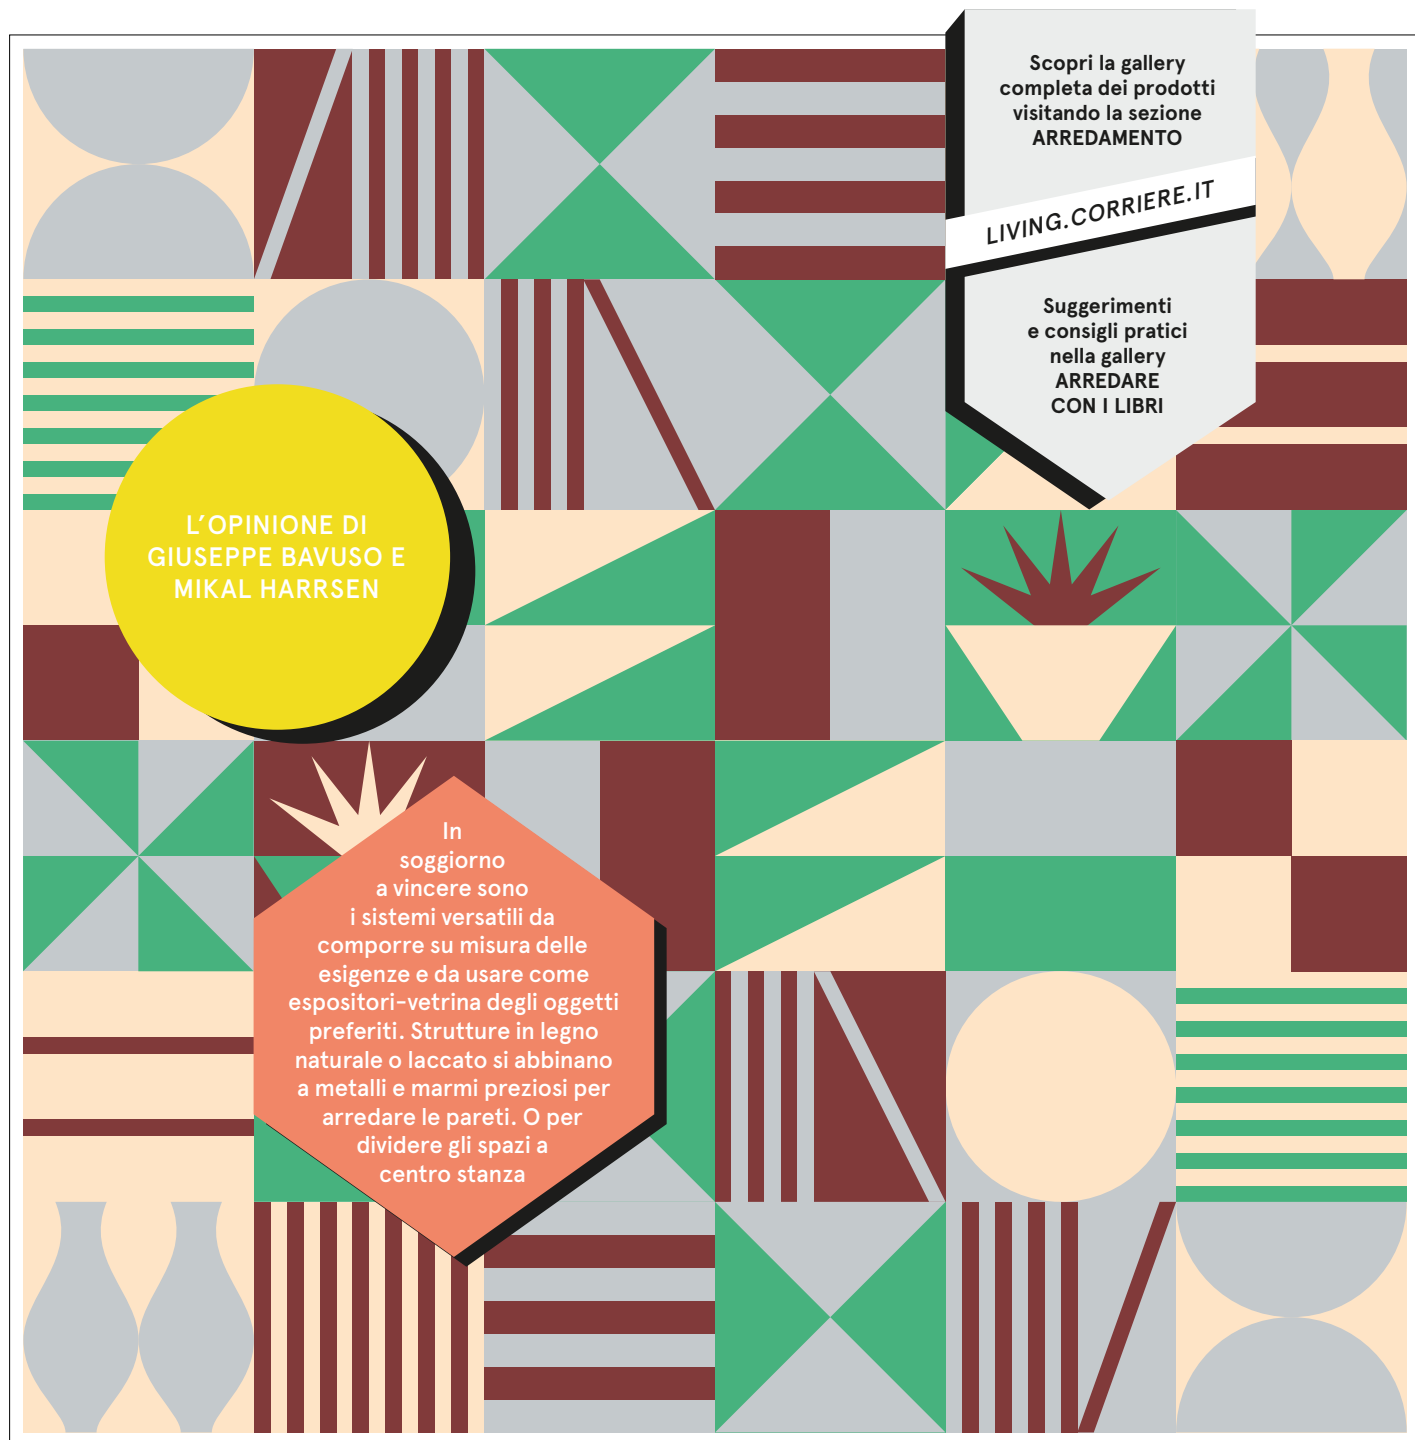 Scopri la gallery
completa dei prodotti
visitando la sezione
ARREDAMENTO
LIVING.CORRIERE.IT
Suggerimenti
e consigli pratici
nella gallery
ARREDARE
CON I LIBRI
L'OPINIONE DI
GIUSEPPE BAVUSO E
MIKAL HARRSEN
In
soggiorno
a vincere sono
i sistemi versatili da
comporre su misura delle
esigenze e da usare come
espositori-vetrina degli oggetti
preferiti. Strutture in legno
naturale o laccato si abbinano
a metalli e marmi preziosi per
arredare le pareti. O per
dividere gli spazi a
centro stanza